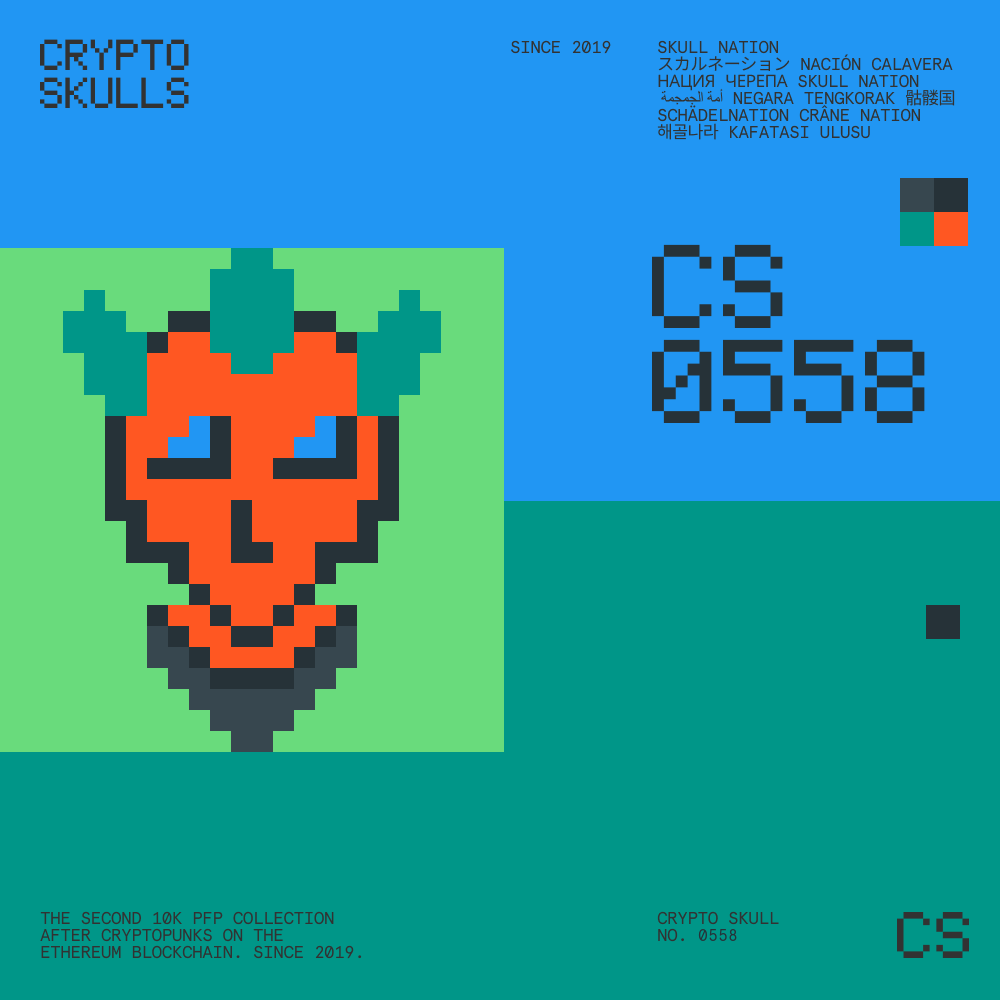 CRYPTO
SKULLS
SINCE 2019
SKULL NATION
スカルネーション NACIÓN CALAVERA
НАЦИЯ ЧЕРЕПА SKULL NATION
أمة الجمجمة NEGARA TENGKORAK 骷髅国
SCHÄDELNATION CRÂNE NATION
해골나라 KAFATASI ULUSU
CS
0558
THE SECOND 10K PFP COLLECTION
AFTER CRYPTOPUNKS ON THE
ETHEREUM BLOCKCHAIN. SINCE 2019.
CRYPTO SKULL
NO. 0558
CS